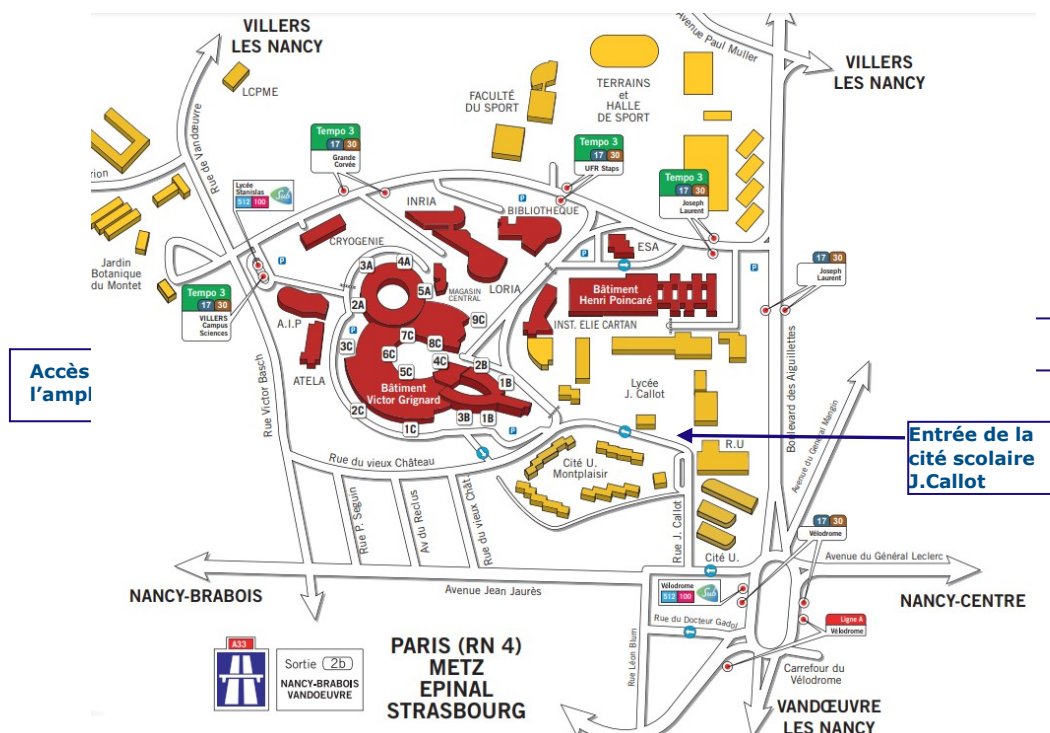 VILLERS
LES NANCY
LCPME
Rue de Vandœuvre
Tempo 3
17 30
Grande
Corvée
Lycée
Stanislas
512 100
Sub
FACULTÉ
DU SPORT
TERRAINS
et
HALLE
DE SPORT
Avenue Paul Muller
VILLERS
LES NANCY
Tempo 3
17 30
UFR Staps
Tempo 3
17 30
Joseph
Laurent
17 30
Joseph
Laurent
INRIA
BIBLIOTHEQUE
CRYOGENIE
ESA
LORIA
MAGASIN
CENTRAL
Jardin
Botanique
du Montet
Tempo 3
17 30
VILLERS
Campus
Sciences
A.I.P
ATELA
3A
4A
5A
2A
9C
7C
8C
3C
6C
4C
5C
2B
1B
2C
1C
3B
1B
Bâtiment
Victor Grignard
Bâtiment
Henri Poincaré
INST. ELIE CARTAN
P
P
P
P
P
P
Lycée
J. Callot
R.U
Boulevard des Aiguillettes
Avenue du Général Mangin
Accès
Entrée de la
cité scolaire
J.Callot
Rue Victor Basch
Rue du vieux Château
Cité U.
Montplaisir
Rue P. Seguin
Av du Reclus
Rue du vieux Chât.
Rue J. Callot
Cité U.
17 30
Vélodrome
Avenue du Général Leclerc
NANCY-BRABOIS
Avenue Jean Jaurès
NANCY-CENTRE
Vélodrome
512 100
Sub
Rue du Docteur Gadol
Ligne A
Vélodrome
Rue Léon Blum
Carrefour du
Vélodrome
A33
Sortie 2b
NANCY-BRABOIS
VANDOEUVRE
PARIS (RN 4)
METZ
EPINAL
STRASBOURG
VANDŒUVRE
LES NANCY